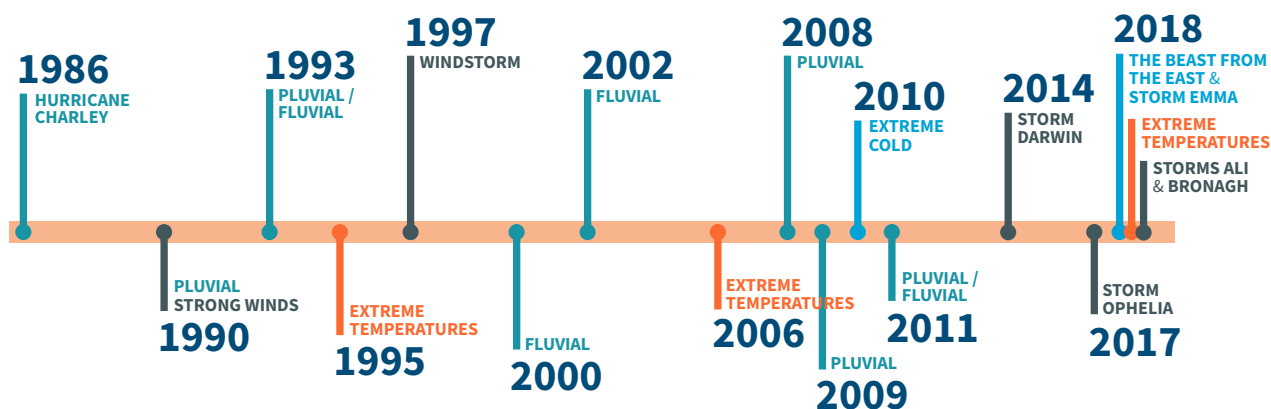 1986
HURRICANE
CHARLEY
1990
PLUVIAL
STRONG WINDS
1993
PLUVIAL /
FLUVIAL
1995
EXTREME
TEMPERATURES
1997
WINDSTORM
2000
FLUVIAL
2002
FLUVIAL
2006
EXTREME
TEMPERATURES
2008
PLUVIAL
2009
PLUVIAL
2010
EXTREME
COLD
2011
PLUVIAL /
FLUVIAL
2014
STORM
DARWIN
2017
STORM
OPHELIA
2018
THE BEAST FROM
THE EAST &
STORM EMMA
EXTREME
TEMPERATURES
STORMS ALI
& BRONAGH